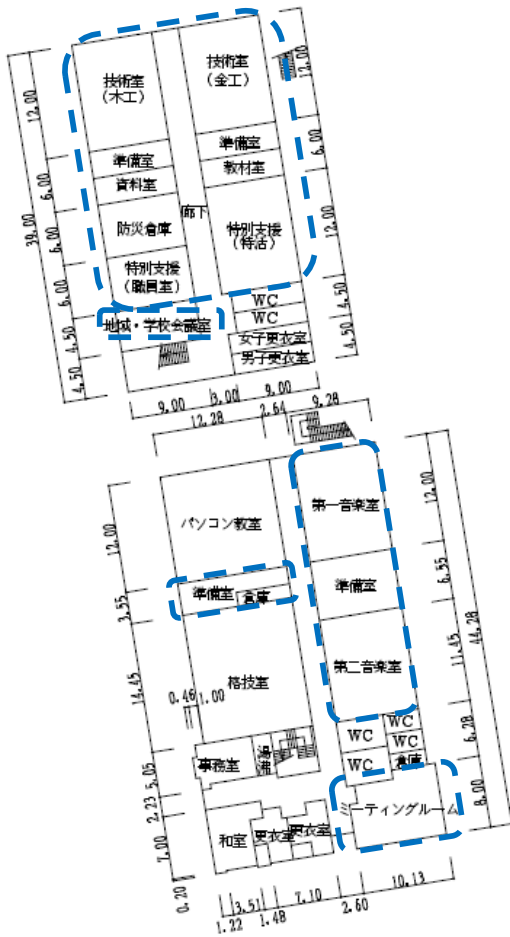 技術室
(木工)
技術室
(金工)
準備室
資料室
準備室
教材室
廊下
防災倉庫
特別支援
(特活)
特別支援
(職員室)
地域・学校会議室
WC
WC
女子更衣室
男子更衣室
12.00
6.00
6.00
6.00
4.50
4.50
39.00
12.00
6.00
12.00
4.50
4.50
9.00
3.00
9.00
12.28
2.64
9.28
パソコン教室
第一音楽室
準備室
倉庫
準備室
格技室
第二音楽室
事務室
湯沸
WC
WC
WC
WC
倉庫
ミーティングルーム
和室
更衣室
更衣室
12.00
3.55
14.45
0.46
1.00
5.05
2.23
7.00
0.20
12.00
6.55
11.45
6.28
8.00
44.28
1.22
3.51
1.48
7.10
2.60
10.13